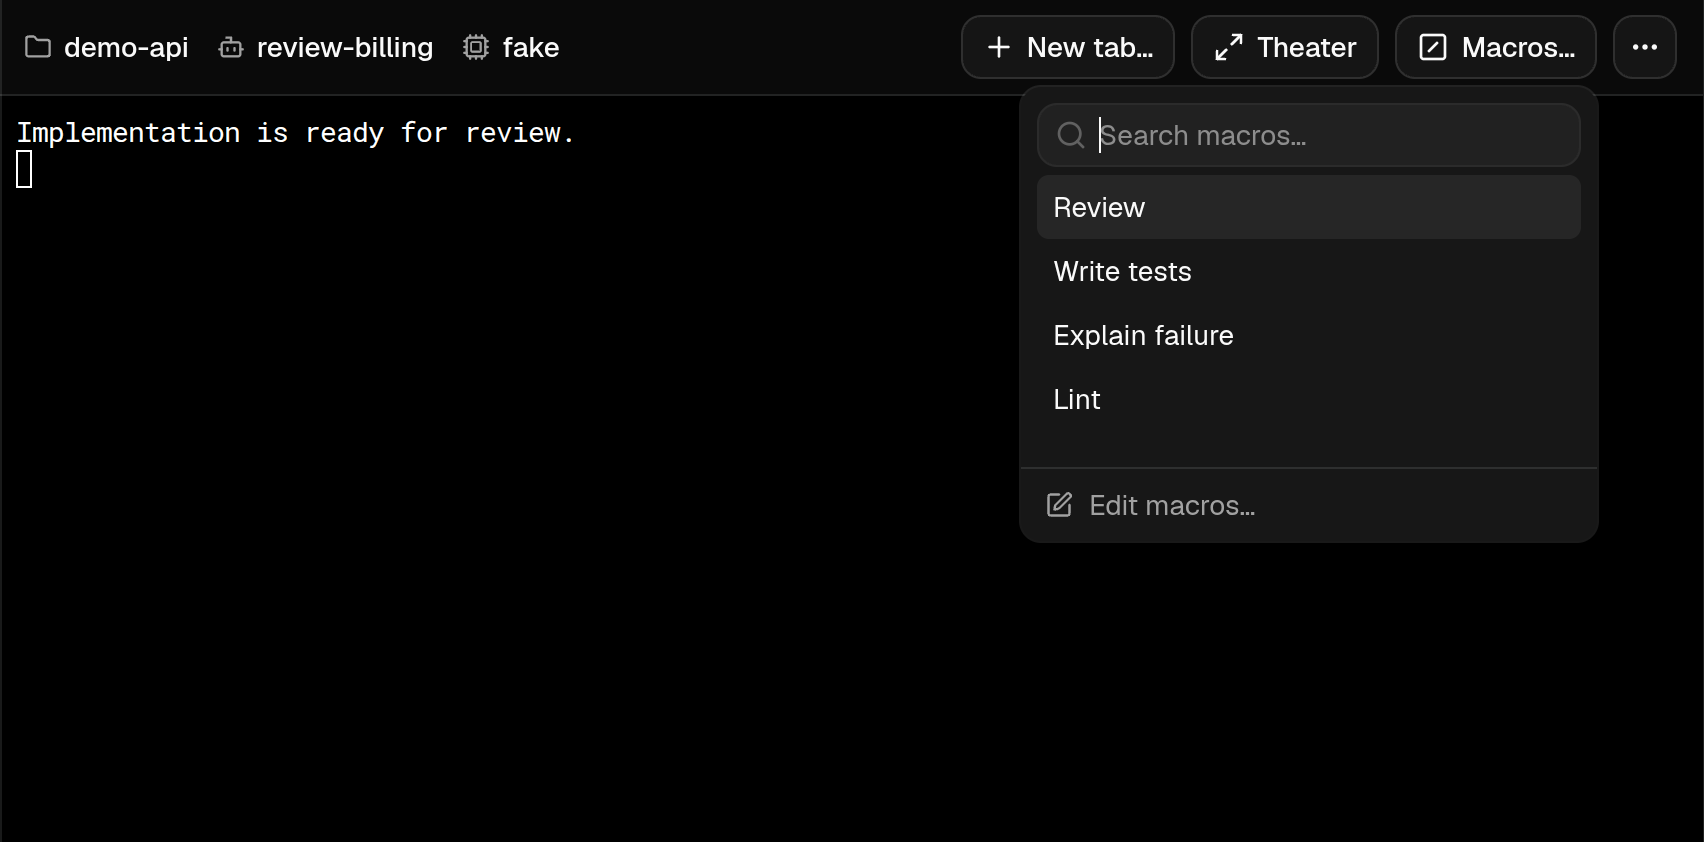 demo-api review-billing fake New tab… Theater Macros…
Implementation is ready for review.
Search macros…
Review
Write tests
Explain failure
Lint
Edit macros…